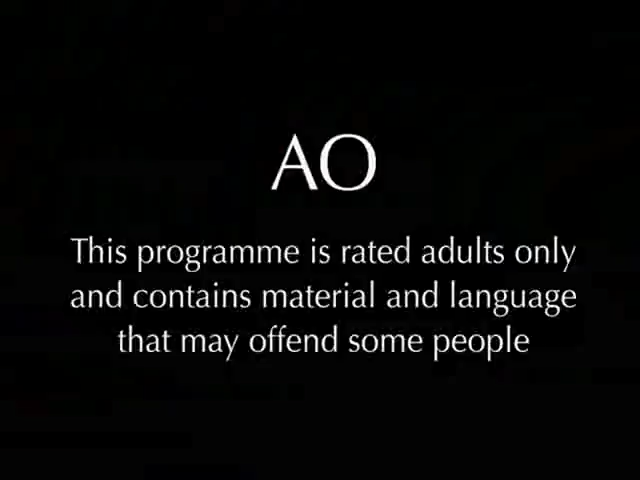 AO
This programme is rated adults only
and contains material and language
that may offend some people